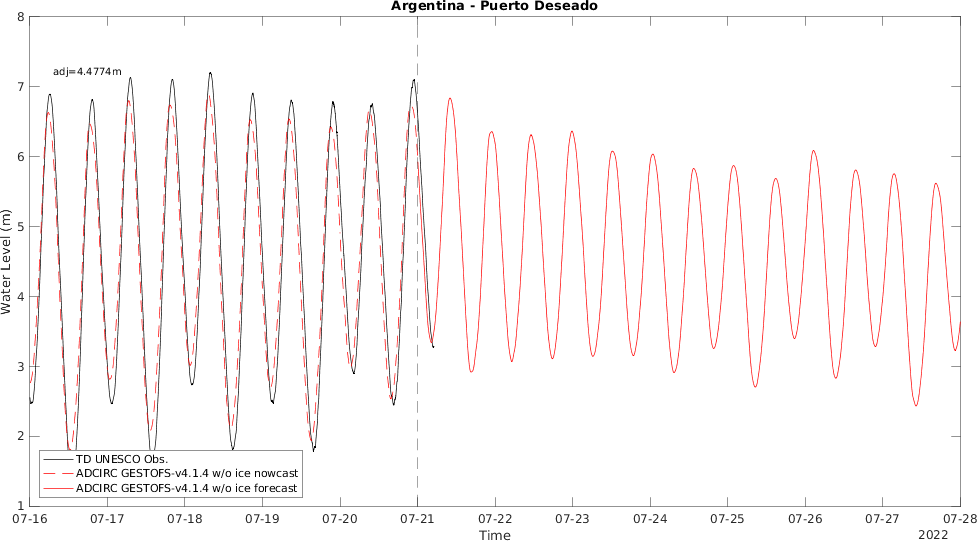 Argentina - Puerto Deseado
adj=4.4774m
8
7
6
5
4
3
2
1
Water Level (m)
TD UNESCO Obs.
ADCIRC GESTOFS-v4.1.4 w/o ice nowcast
ADCIRC GESTOFS-v4.1.4 w/o ice forecast
07-16 07-17 07-18 07-19 07-20 07-21 07-22 07-23 07-24 07-25 07-26 07-27 07-28
Time
2022